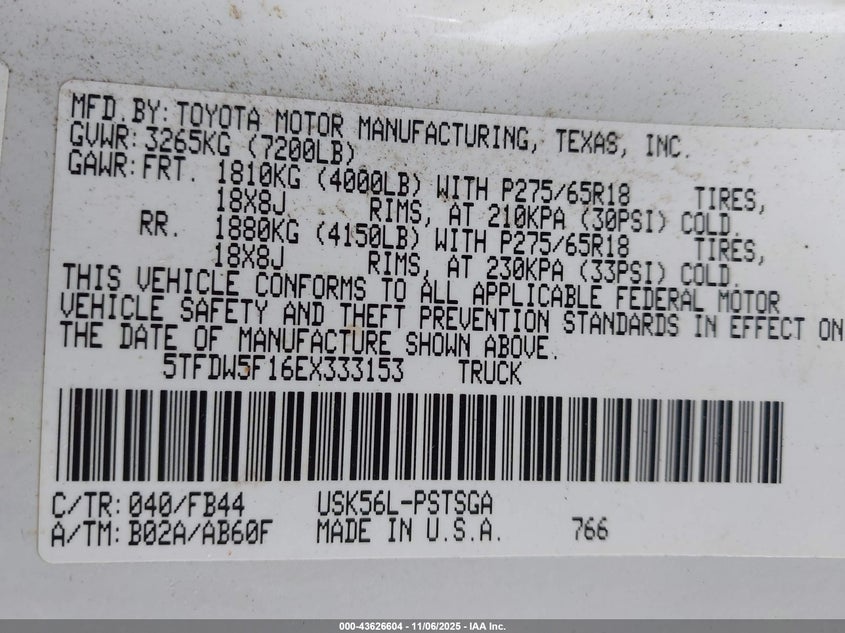 MFD.BY: TOYOTA MOTOR MANUFACTURING, TEXAS, INC.
GVWR: 3265KG (7200LB)
GAWR: FRT. 1810KG (4000LB) WITH P275/65R18 TIRES,
18X8J RIMS, AT 210KPA (30PSI) COLD.
RR. 1880KG (4150LB) WITH P275/65R18 TIRES,
18X8J RIMS, AT 230KPA (33PSI) COLD.
THIS VEHICLE CONFORMS TO ALL APPLICABLE FEDERAL MOTOR
VEHICLE SAFETY AND THEFT PREVENTION STANDARDS IN EFFECT ON
THE DATE OF MANUFACTURE SHOWN ABOVE.
5TFDW5F16EX333153 TRUCK
C/TR: 040/FB44 USK56L-PSTSGA
A/TM: B02A/AB60F MADE IN U.S.A. 766
000-43626604 — 11/06/2025 — IAA Inc.